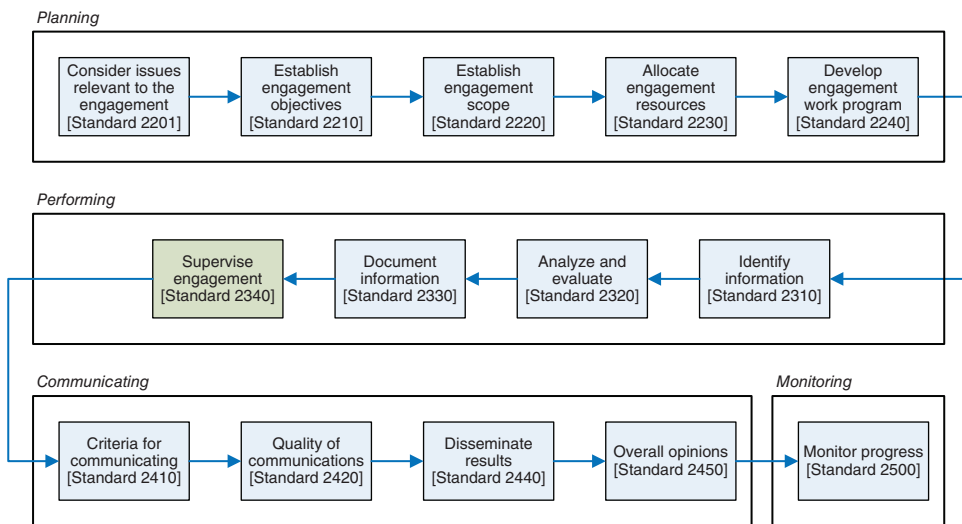 Planning
Consider issues
relevant to the
engagement
[Standard 2201]
Establish
engagement
objectives
[Standard 2210]
Establish
engagement
scope
[Standard 2220]
Allocate
engagement
resources
[Standard 2230]
Develop
engagement
work program
[Standard 2240]
Performing
Supervise
engagement
[Standard 2340]
Document
information
[Standard 2330]
Analyze and
evaluate
[Standard 2320]
Identify
information
[Standard 2310]
Communicating
Criteria for
communicating
[Standard 2410]
Quality of
communications
[Standard 2420]
Disseminate
results
[Standard 2440]
Overall opinions
[Standard 2450]
Monitoring
Monitor progress
[Standard 2500]